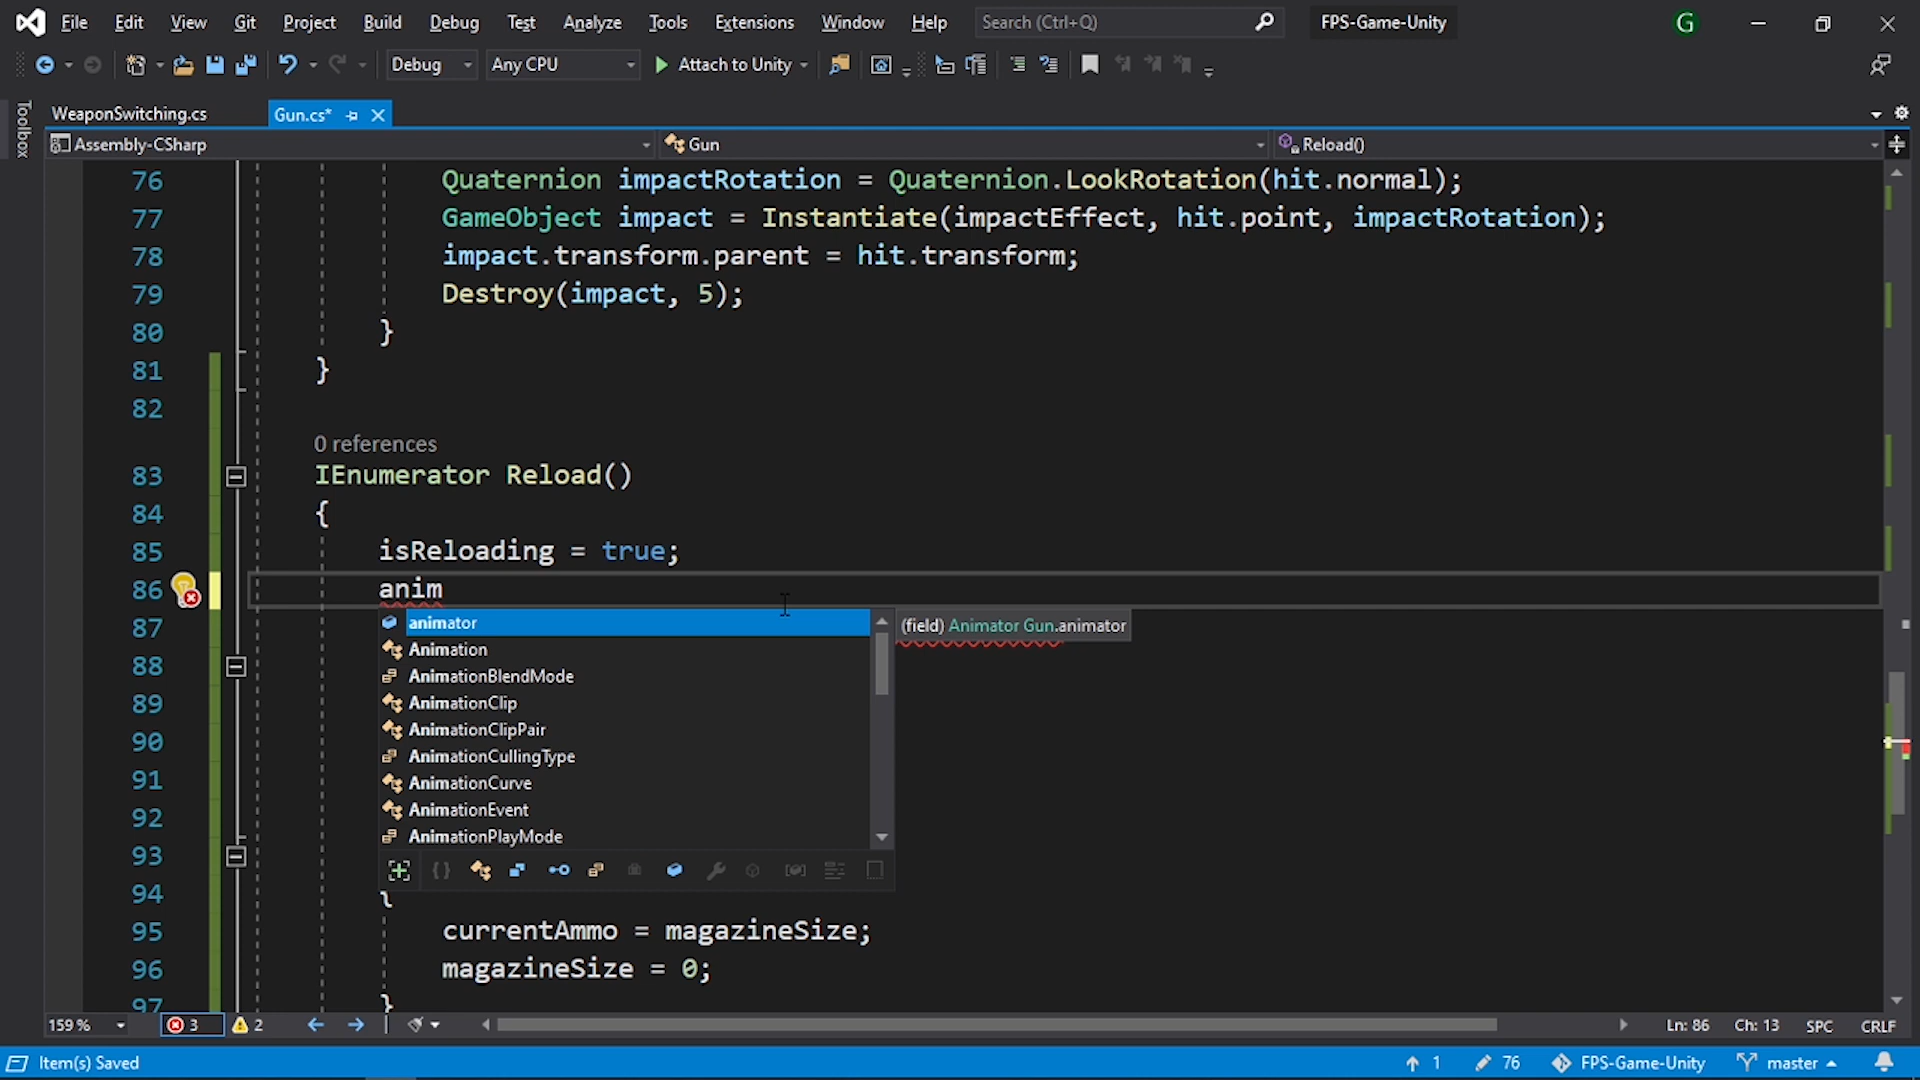 File Edit View Git Project Build Debug Test Analyze Tools Extensions Window Help Search (Ctrl+Q) FPS-Game-Unity G
Debug Any CPU Attach to Unity
Toolbox
WeaponSwitching.cs Gun.cs*
Assembly-CSharp Gun Reload()
76 Quaternion impactRotation = Quaternion.LookRotation(hit.normal);
77 GameObject impact = Instantiate(impactEffect, hit.point, impactRotation);
78 impact.transform.parent = hit.transform;
79 Destroy(impact, 5);
80 }
81 }
82
0 references
83 IEnumerator Reload()
84 {
85 isReloading = true;
86 anim
87 animator (field) Animator Gun.animator
Animation
88 AnimationBlendMode
89 AnimationClip
90 AnimationClipPair
AnimationCullingType
91 AnimationCurve
92 AnimationEvent
AnimationPlayMode
93
94 {
95 currentAmmo = magazineSize;
96 magazineSize = 0;
97 }
159 % 3 2 Ln: 86 Ch: 13 SPC CRLF
Item(s) Saved 1 76 FPS-Game-Unity master